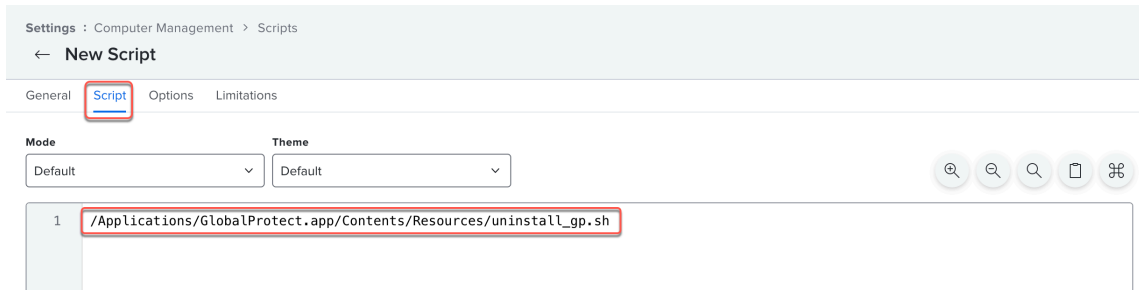 Settings : Computer Management > Scripts
← New Script
General Script Options Limitations
Mode Theme
Default Default
1 /Applications/GlobalProtect.app/Contents/Resources/uninstall_gp.sh